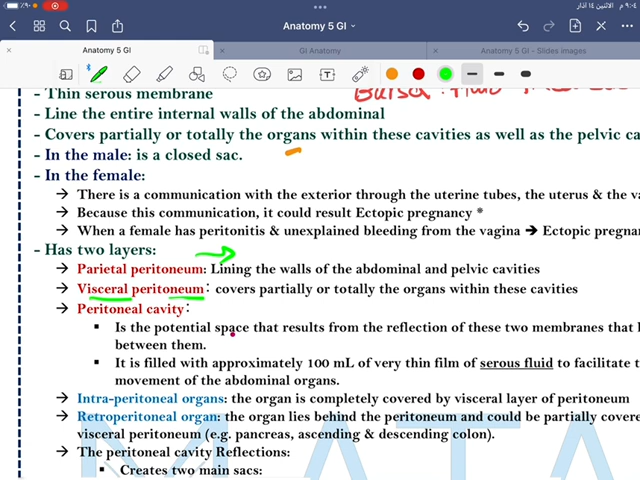 ٩:٠٤ م الاثنين ١٤ آذار
٩٠٪
Anatomy 5 GI
Anatomy 5 GI
GI Anatomy
Anatomy 5 GI - Slides images
- Thin serous membrane
- Line the entire internal walls of the abdominal
- Covers partially or totally the organs within these cavities as well as the pelvic ca
- In the male: is a closed sac.
- In the female:
→ There is a communication with the exterior through the uterine tubes, the uterus & the va
→ Because this communication, it could result Ectopic pregnancy *
→ When a female has peritonitis & unexplained bleeding from the vagina → Ectopic pregnan
- Has two layers:
→ Parietal peritoneum: Lining the walls of the abdominal and pelvic cavities
→ Visceral peritoneum: covers partially or totally the organs within these cavities
→ Peritoneal cavity:
▪ Is the potential space that results from the reflection of these two membranes that l
between them.
▪ It is filled with approximately 100 mL of very thin film of serous fluid to facilitate t
movement of the abdominal organs.
→ Intra-peritoneal organs: the organ is completely covered by visceral layer of peritoneum
→ Retroperitoneal organ: the organ lies behind the peritoneum and could be partially covere
visceral peritoneum (e.g. pancreas, ascending & descending colon).
→ The peritoneal cavity Reflections:
▪ Creates two main sacs: